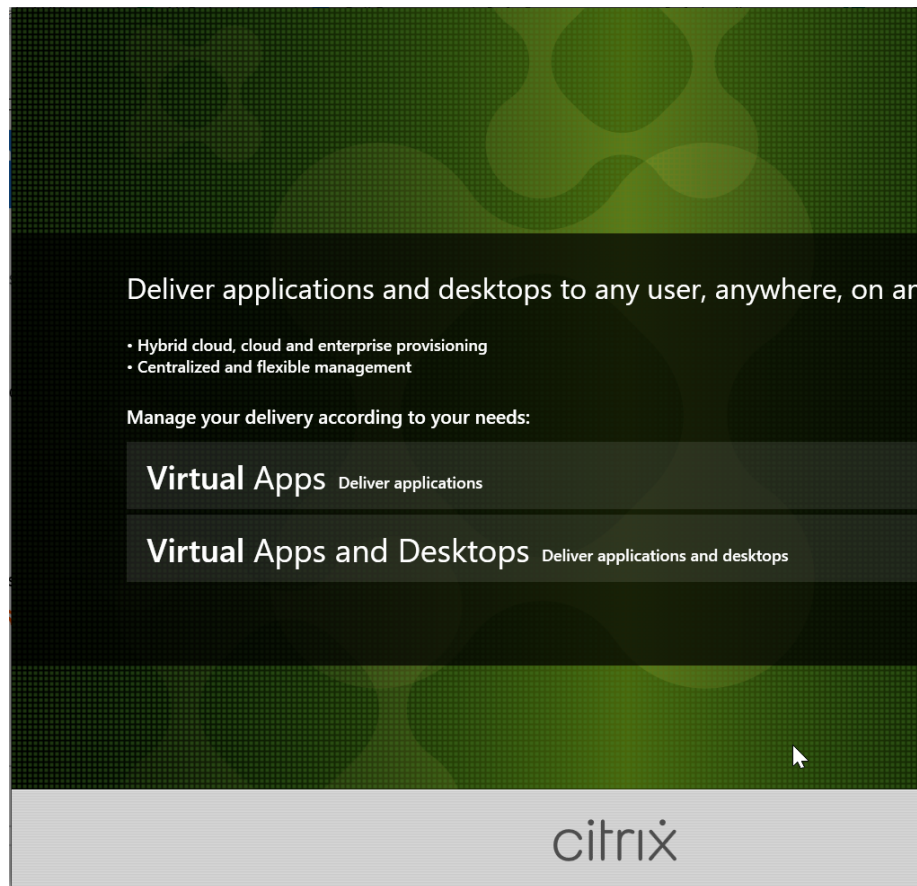 Deliver applications and desktops to any user, anywhere, on an
• Hybrid cloud, cloud and enterprise provisioning
• Centralized and flexible management
Manage your delivery according to your needs:
Virtual Apps Deliver applications
Virtual Apps and Desktops Deliver applications and desktops
citrix